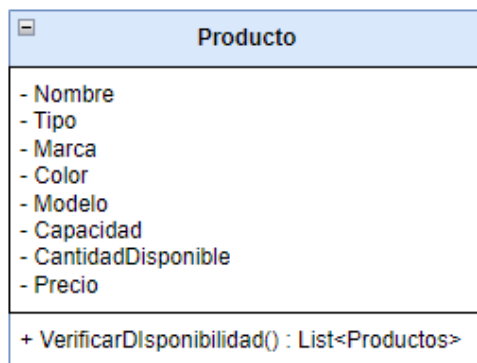 Producto
- Nombre
- Tipo
- Marca
- Color
- Modelo
- Capacidad
- CantidadDisponible
- Precio
+ VerificarDIsponibilidad() : List<Productos>